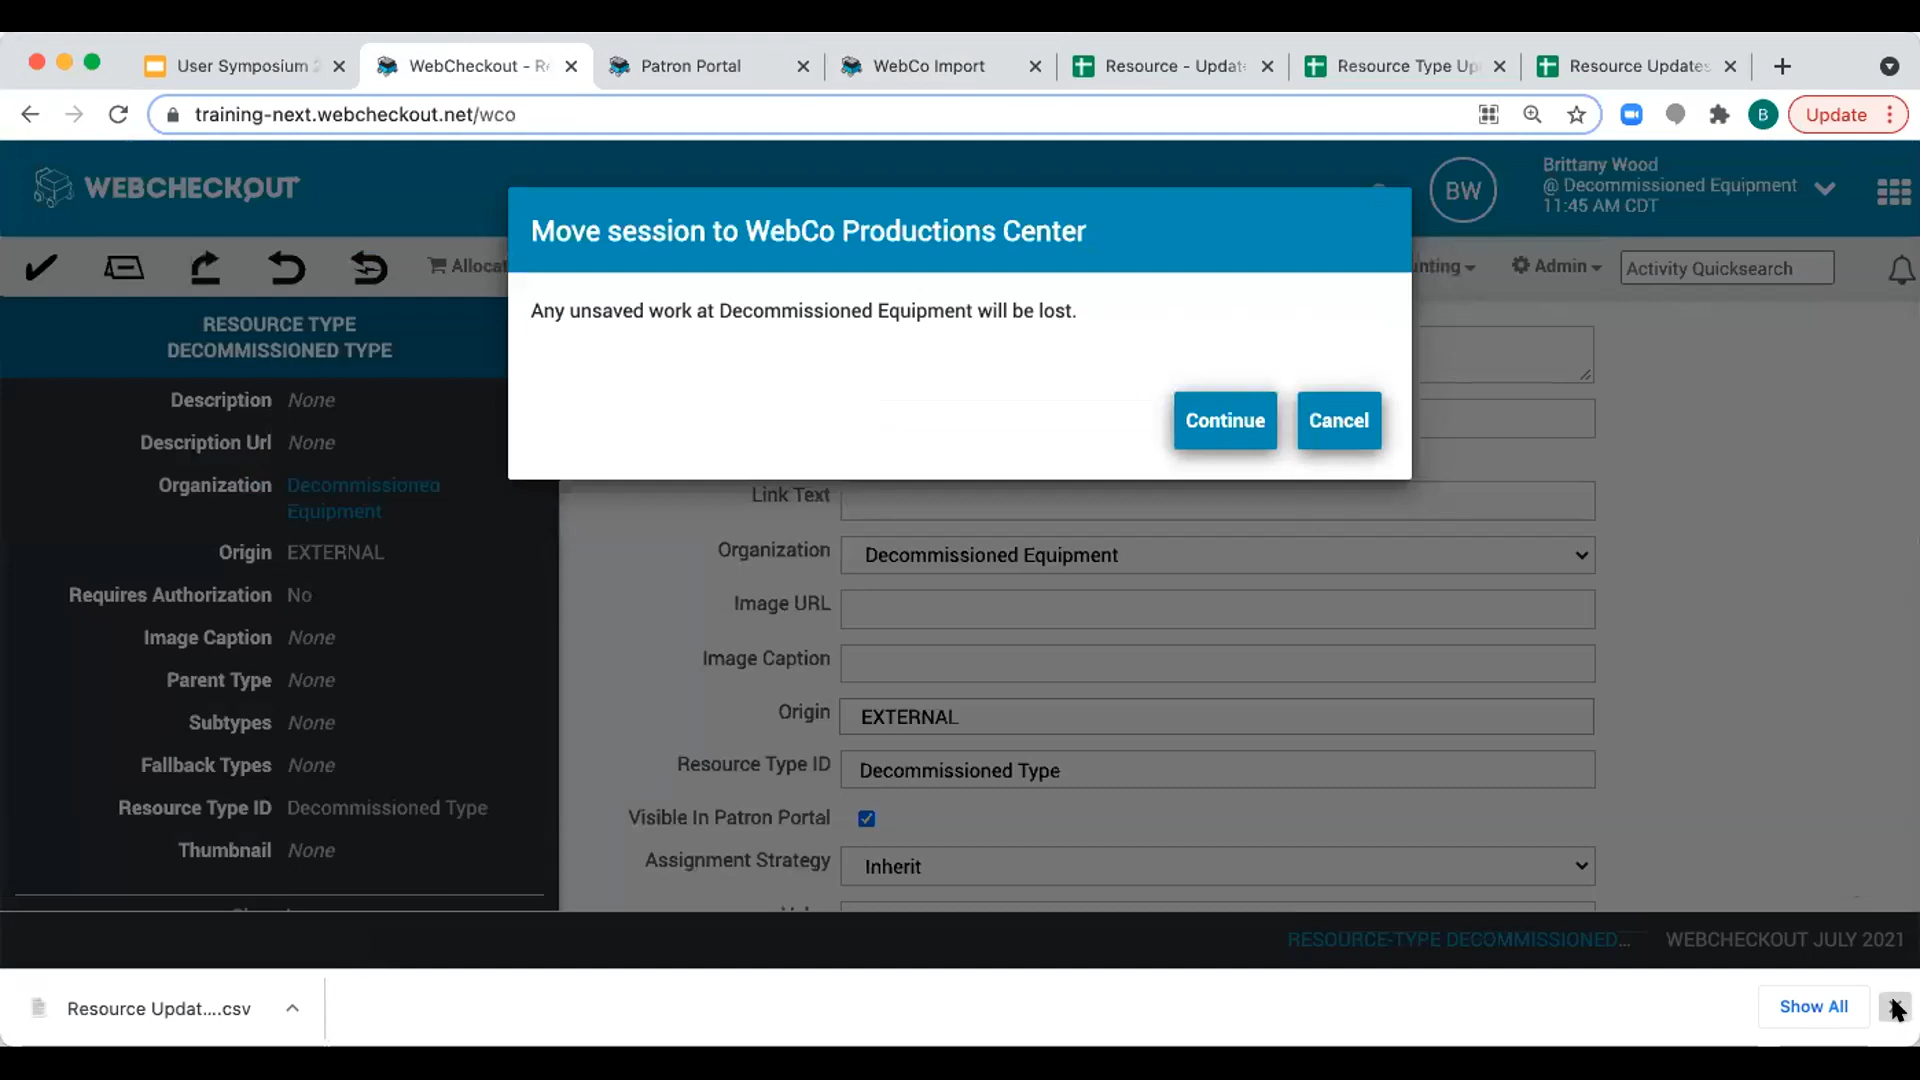 User Symposium 2
WebCheckout - Re
Patron Portal
WebCo Import
Resource - Update
Resource Type Up
Resource Updates
training-next.webcheckout.net/wco
B
Update
WEBCHECKOUT
BW
Brittany Wood
@ Decommissioned Equipment
11:45 AM CDT
Allocat
unting
Admin
Activity Quicksearch
Move session to WebCo Productions Center
Any unsaved work at Decommissioned Equipment will be lost.
Continue
Cancel
RESOURCE TYPE
DECOMMISSIONED TYPE
Description None
Description Url None
Organization Decommissioned
Equipment
Origin EXTERNAL
Requires Authorization No
Image Caption None
Parent Type None
Subtypes None
Fallback Types None
Resource Type ID Decommissioned Type
Thumbnail None
Link Text
Organization Decommissioned Equipment
Image URL
Image Caption
Origin EXTERNAL
Resource Type ID Decommissioned Type
Visible In Patron Portal
Assignment Strategy Inherit
RESOURCE-TYPE DECOMMISSIONED...
WEBCHECKOUT JULY 2021
Resource Updat....csv
Show All